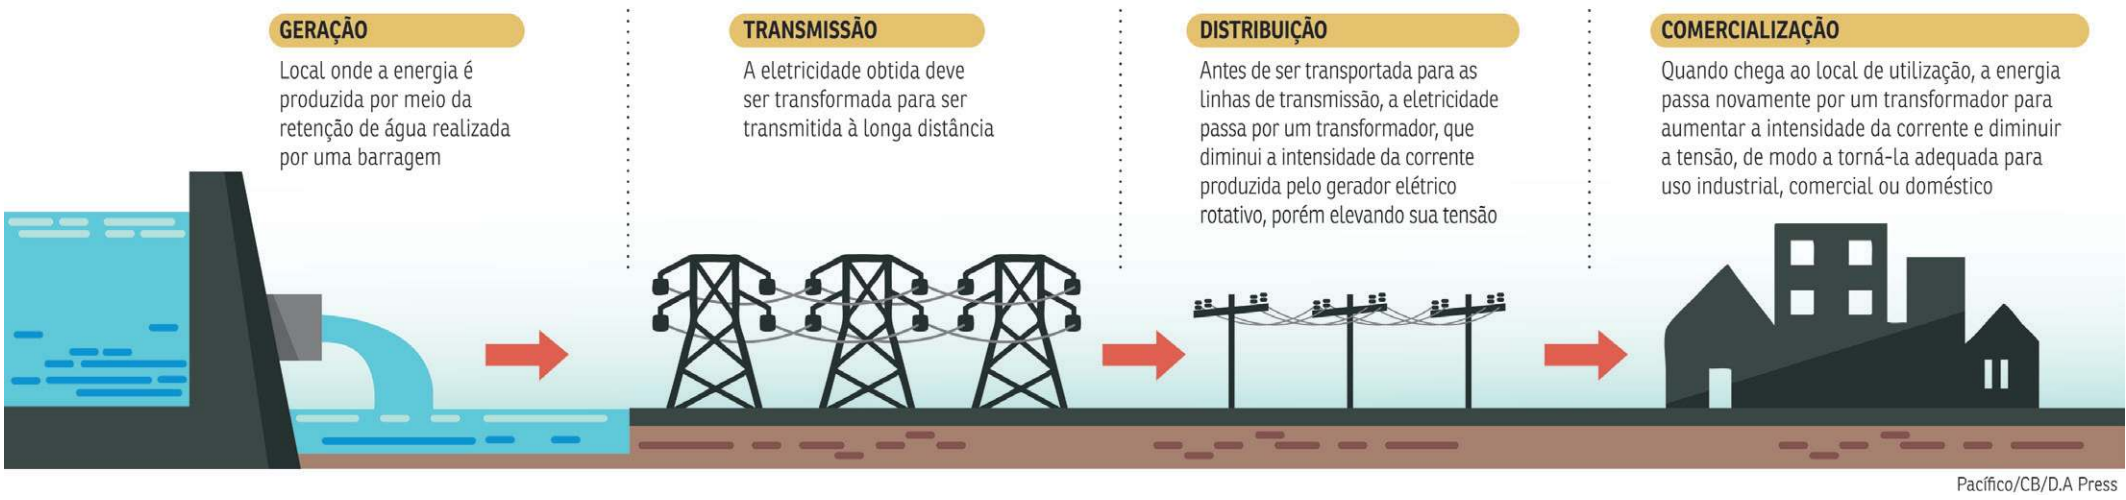 GERAÇÃO
Local onde a energia é
produzida por meio da
retenção de água realizada
por uma barragem
TRANSMISSÃO
A eletricidade obtida deve
ser transformada para ser
transmitida à longa distância
DISTRIBUIÇÃO
Antes de ser transportada para as
linhas de transmissão, a eletricidade
passa por um transformador, que
diminui a intensidade da corrente
produzida pelo gerador elétrico
rotativo, porém elevando sua tensão
COMERCIALIZAÇÃO
Quando chega ao local de utilização, a energia
passa novamente por um transformador para
aumentar a intensidade da corrente e diminuir
a tensão, de modo a torná-la adequada para
uso industrial, comercial ou doméstico
Pacífico/CB/D.A Press